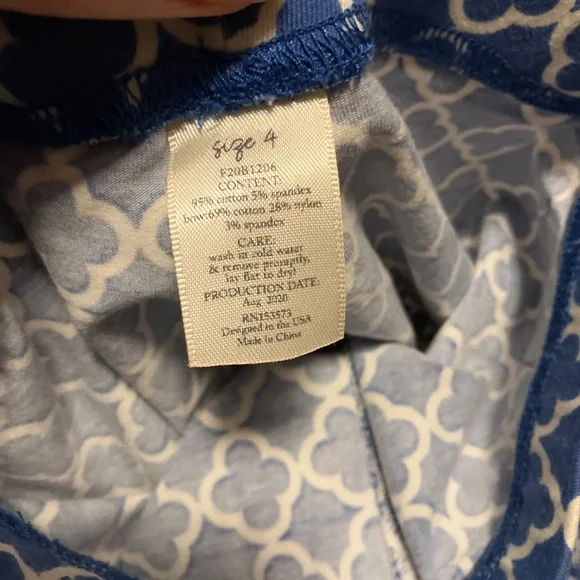 size 4
F20B1206
CONTENT:
95% cotton 5% spandex
bow:69% cotton 28% nylon
3% spandex
CARE:
wash in cold water
& remove promptly,
lay flat to dry!
PRODUCTION DATE:
Aug 2020
RN153573
Designed in the USA
Made in China